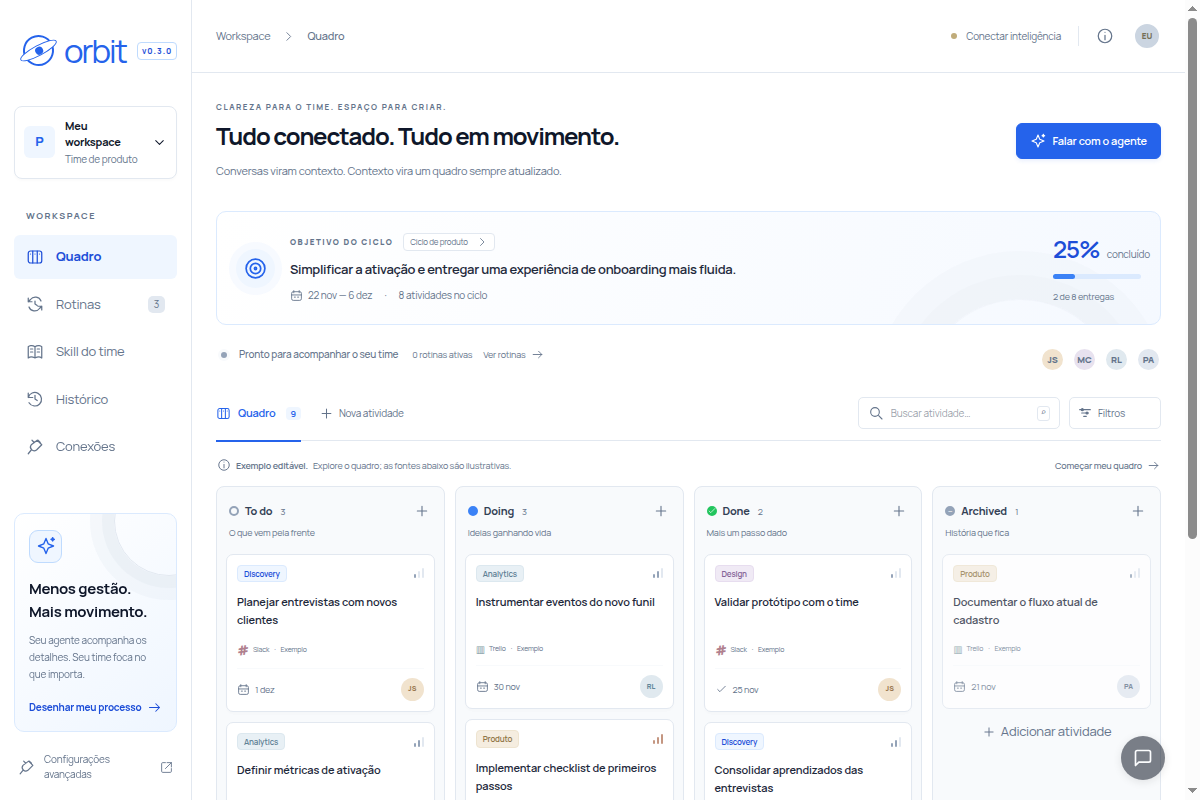 orbit v0.3.0
P Meu workspace
Time de produto
WORKSPACE
Quadro
Rotinas 3
Skill do time
Histórico
Conexões
Menos gestão.
Mais movimento.
Seu agente acompanha os
detalhes. Seu time foca no
que importa.
Desenhar meu processo
Configurações
avançadas
Workspace Quadro
Conectar inteligência
EU
CLAREZA PARA O TIME. ESPAÇO PARA CRIAR.
Tudo conectado. Tudo em movimento.
Conversas viram contexto. Contexto vira um quadro sempre atualizado.
Falar com o agente
OBJETIVO DO CICLO Ciclo de produto
Simplificar a ativação e entregar uma experiência de onboarding mais fluida.
22 nov — 6 dez · 8 atividades no ciclo
25% concluído
2 de 8 entregas
Pronto para acompanhar o seu time 0 rotinas ativas Ver rotinas
JS MC RL PA
Quadro 9 Nova atividade
Buscar atividade...
Filtros
Exemplo editável. Explore o quadro; as fontes abaixo são ilustrativas.
Começar meu quadro
To do 3
O que vem pela frente
Discovery
Planejar entrevistas com novos
clientes
Slack · Exemplo
1 dez JS
Analytics
Definir métricas de ativação
Doing 3
Ideias ganhando vida
Analytics
Instrumentar eventos do novo funil
Trello · Exemplo
30 nov RL
Produto
Implementar checklist de primeiros
passos
Done 2
Mais um passo dado
Design
Validar protótipo com o time
Slack · Exemplo
25 nov JS
Discovery
Consolidar aprendizados das
entrevistas
Archived 1
História que fica
Produto
Documentar o fluxo atual de
cadastro
Trello · Exemplo
21 nov PA
Adicionar atividade